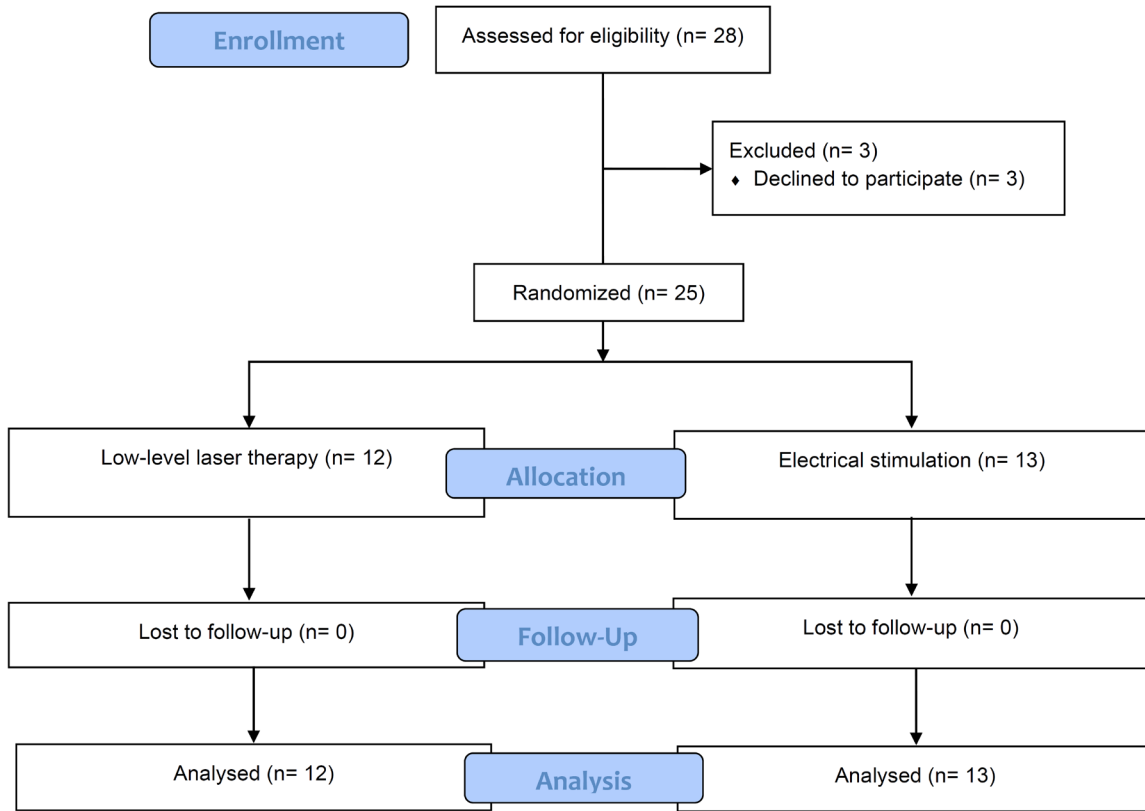 Enrollment
Assessed for eligibility (n= 28)
Excluded (n= 3)
♦ Declined to participate (n= 3)
Randomized (n= 25)
Low-level laser therapy (n= 12)
Allocation
Electrical stimulation (n= 13)
Lost to follow-up (n= 0)
Follow-Up
Lost to follow-up (n= 0)
Analysed (n= 12)
Analysis
Analysed (n= 13)